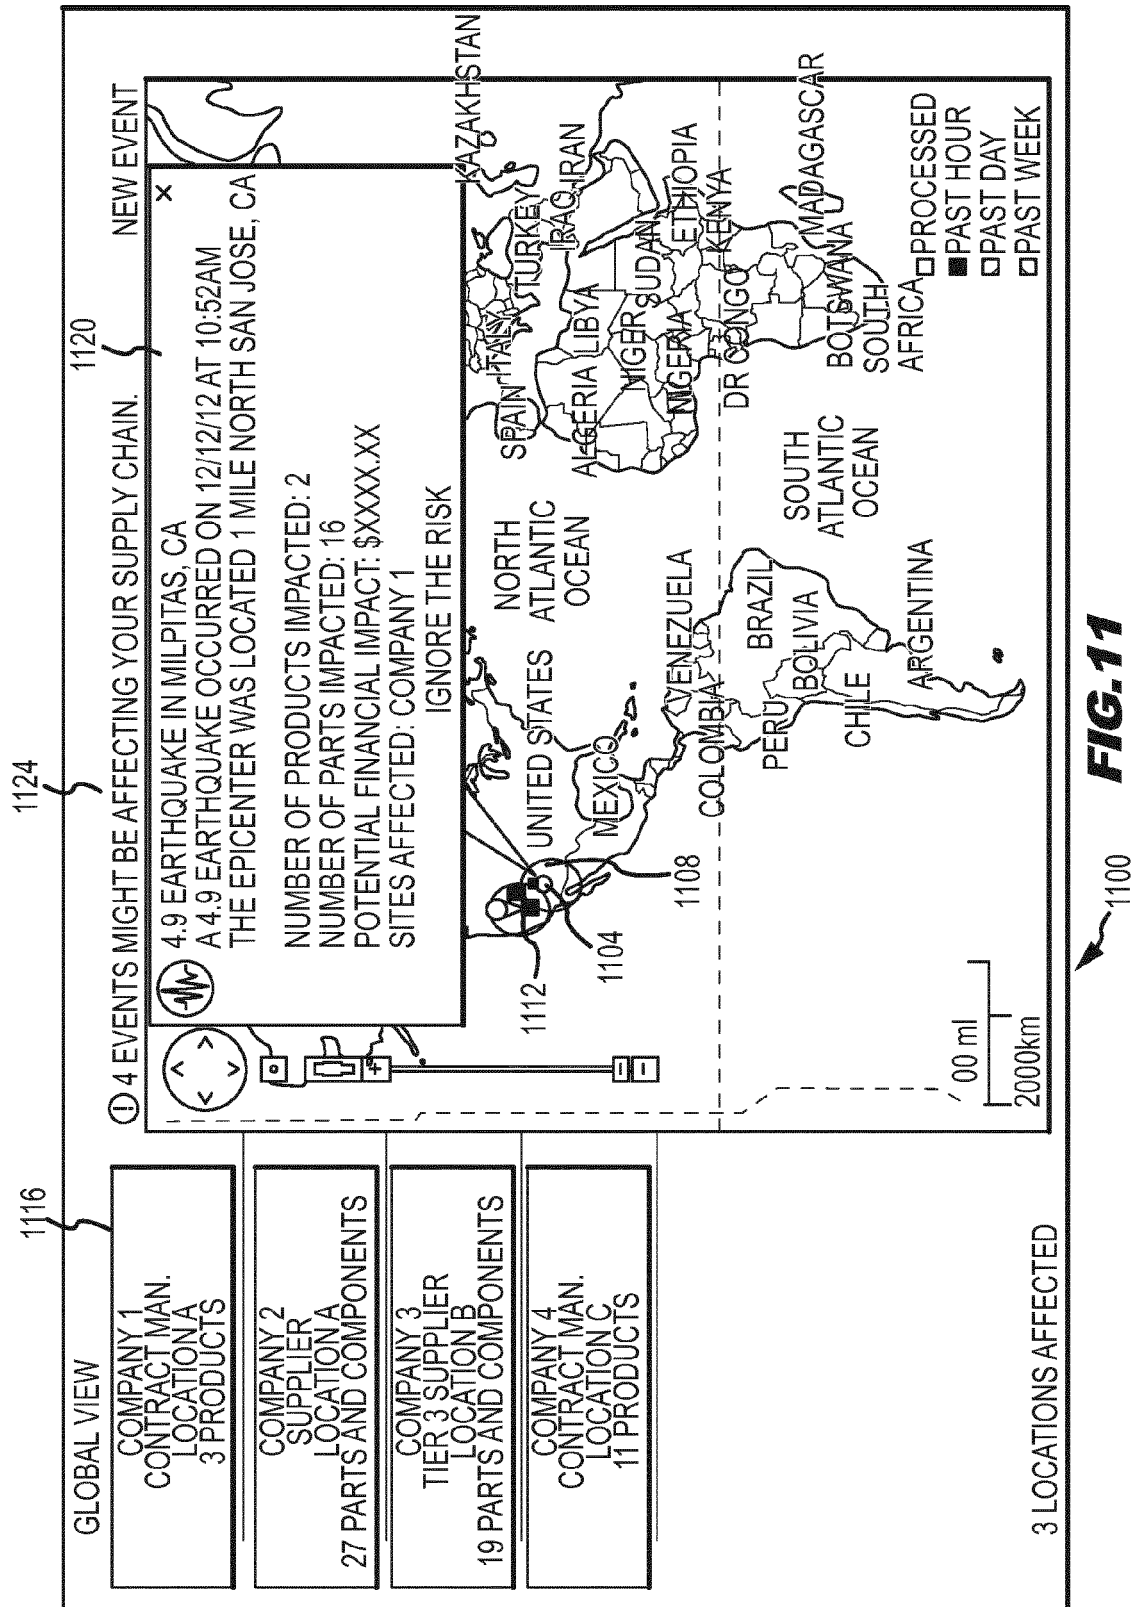 1124
1116
1120
GLOBAL VIEW
! 4 EVENTS MIGHT BE AFFECTING YOUR SUPPLY CHAIN.
NEW EVENT
COMPANY 1
CONTRACT MAN.
LOCATION A
3 PRODUCTS
COMPANY 2
SUPPLIER
LOCATION A
27 PARTS AND COMPONENTS
COMPANY 3
TIER 3 SUPPLIER
LOCATION B
19 PARTS AND COMPONENTS
COMPANY 4
CONTRACT MAN.
LOCATION C
11 PRODUCTS
3 LOCATIONS AFFECTED
X
4.9 EARTHQUAKE IN MILPITAS, CA
A 4.9 EARTHQUAKE OCCURRED ON 12/12/12 AT 10:52AM
THE EPICENTER WAS LOCATED 1 MILE NORTH SAN JOSE, CA
NUMBER OF PRODUCTS IMPACTED: 2
NUMBER OF PARTS IMPACTED: 16
POTENTIAL FINANCIAL IMPACT: $XXXX.XX
SITES AFFECTED: COMPANY 1
IGNORE THE RISK
+
1112
1104
1108
UNITED STATES
MEXICO
NORTH
ATLANTIC
OCEAN
VENEZUELA
COLOMBIA
BRAZIL
PERU
BOLIVIA
CHILE
ARGENTINA
SOUTH
ATLANTIC
OCEAN
KAZAKHSTAN
SPAIN
ITALY
TURKEY
IRAQ
IRAN
ALGERIA
LIBYA
NIGER
SUDAN
NIGERIA
ETHIOPIA
DR CONGO
KENYA
MADAGASCAR
BOTSWANA
SOUTH
AFRICA
PROCESSED
PAST HOUR
PAST DAY
PAST WEEK
00 ml
2000km
1100
FIG.11